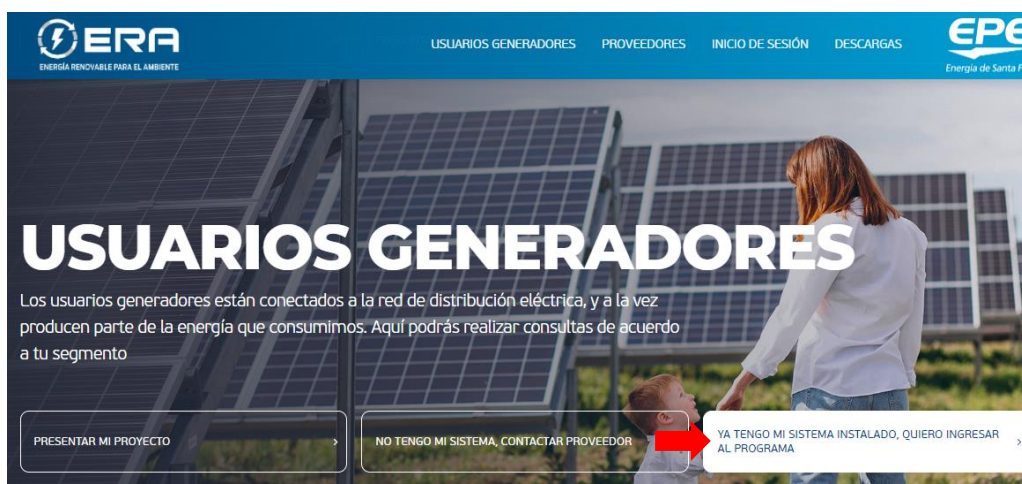 ERA
ENERGÍA RENOVABLE PARA EL AMBIENTE
USUARIOS GENERADORES
PROVEEDORES
INICIO DE SESIÓN
DESCARGAS
EPE
Energía de Santa F
USUARIOS GENERADORES
Los usuarios generadores están conectados a la red de distribución eléctrica, y a la vez
producen parte de la energía que consumimos. Aquí podrás realizar consultas de acuerdo
a tu segmento
PRESENTAR MI PROYECTO
NO TENGO MI SISTEMA, CONTACTAR PROVEEDOR
YA TENGO MI SISTEMA INSTALADO, QUIERO INGRESAR
AL PROGRAMA